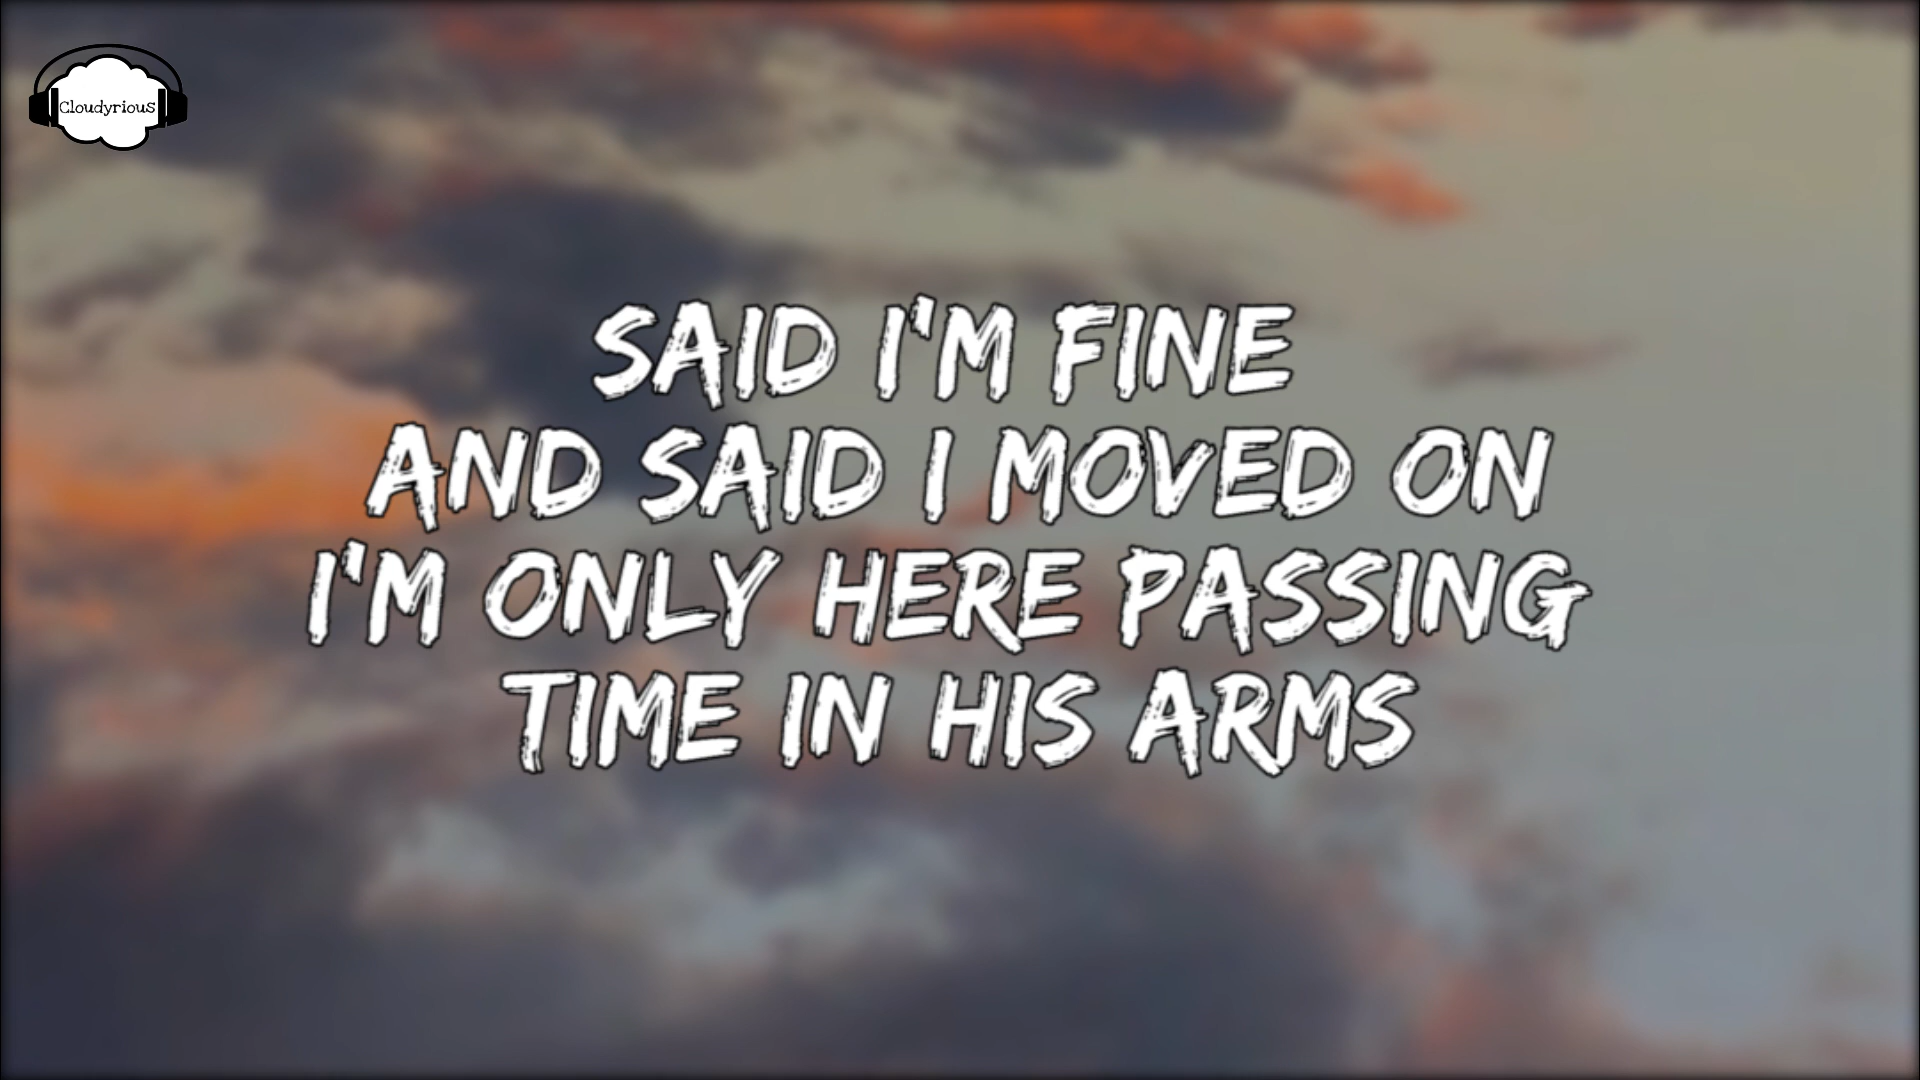 Cloudyrious
SAID I'M FINE
AND SAID I MOVED ON
I'M ONLY HERE PASSING
TIME IN HIS ARMS